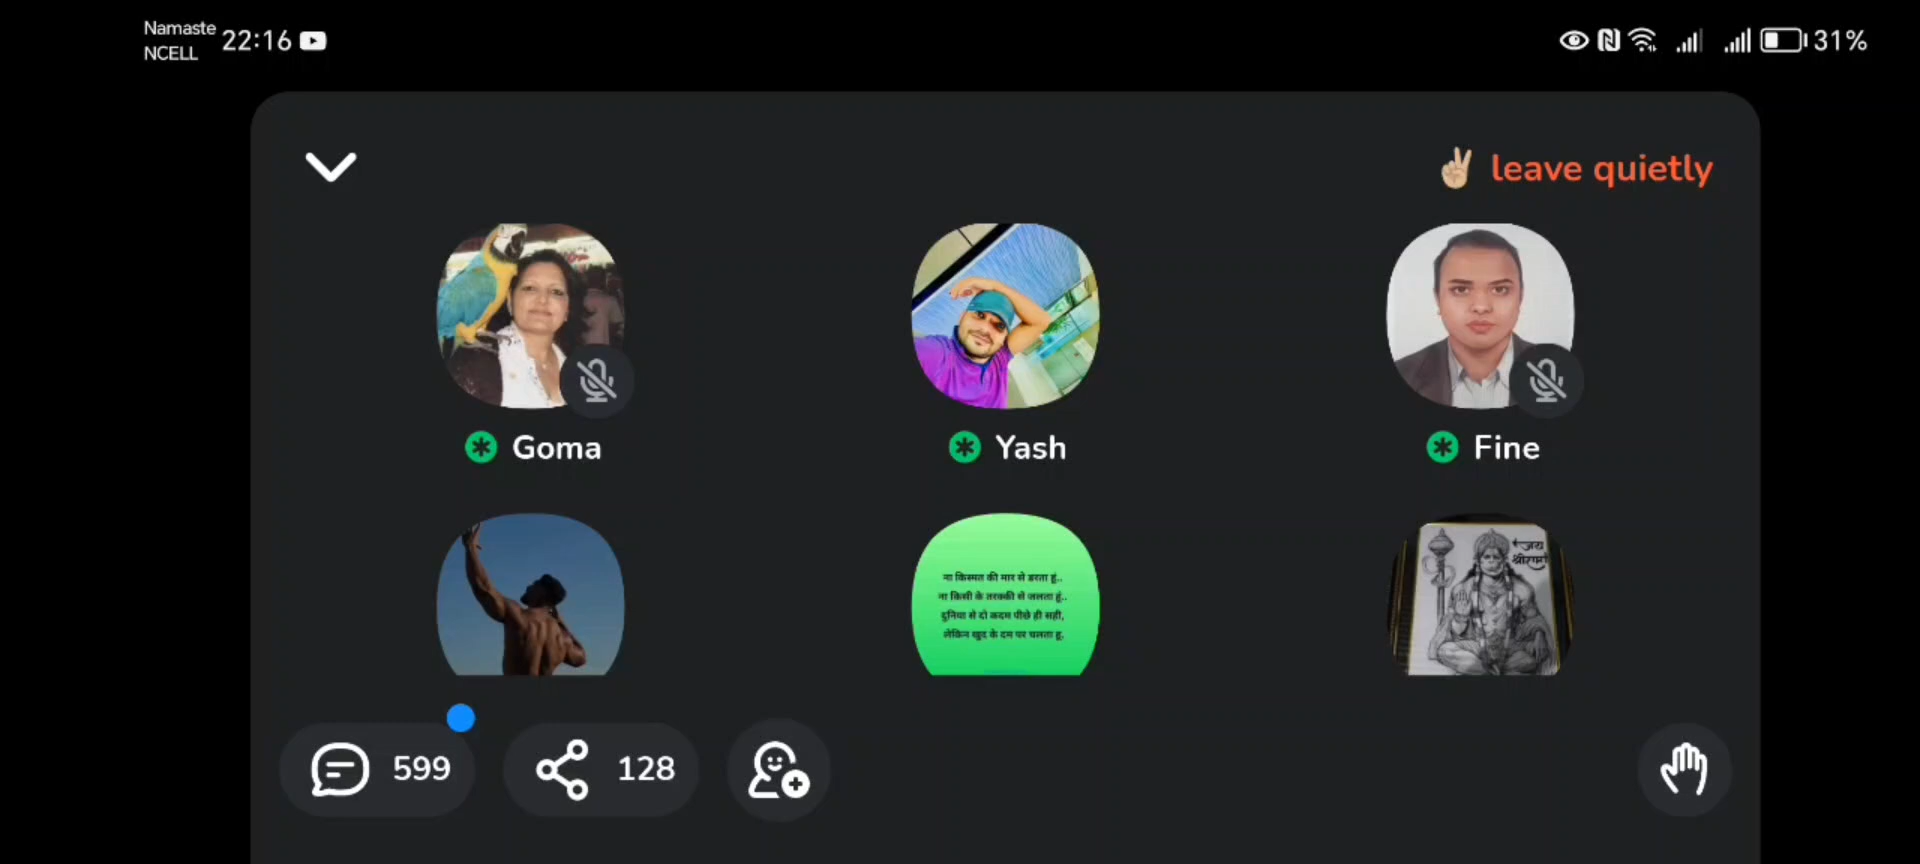 Namaste
NCELL
22:16
31%
leave quietly
Goma
Yash
Fine
ना किस्मत की मार से डरता हूं..
ना किसी के तरक्की से जलता हूं..
दुनिया से दो कदम पीछे ही सही,
लेकिन खुद के दम पर चलता हू,
जय
श्रीराम
599
128